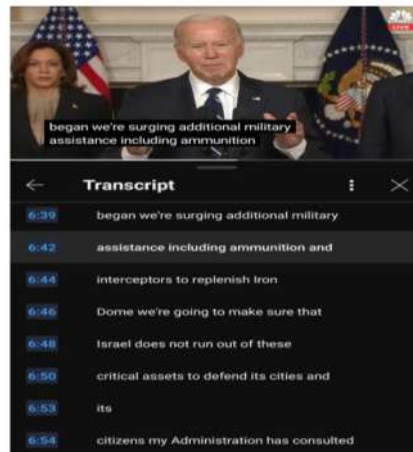 LIVE
began we're surging additional military
assistance including ammunition
Transcript
6:39 began we're surging additional military
6:42 assistance including ammunition and
6:44 interceptors to replenish Iron
6:46 Dome we're going to make sure that
6:48 Israel does not run out of these
6:50 critical assets to defend its cities and
6:53 its
6:54 citizens my Administration has consulted